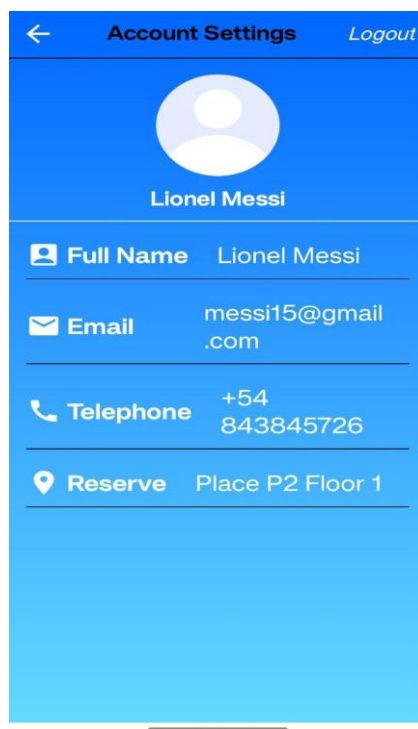 Account Settings Logout
Lionel Messi
Full Name Lionel Messi
Email messi15@gmail
.com
Telephone +54
843845726
Reserve Place P2 Floor 1